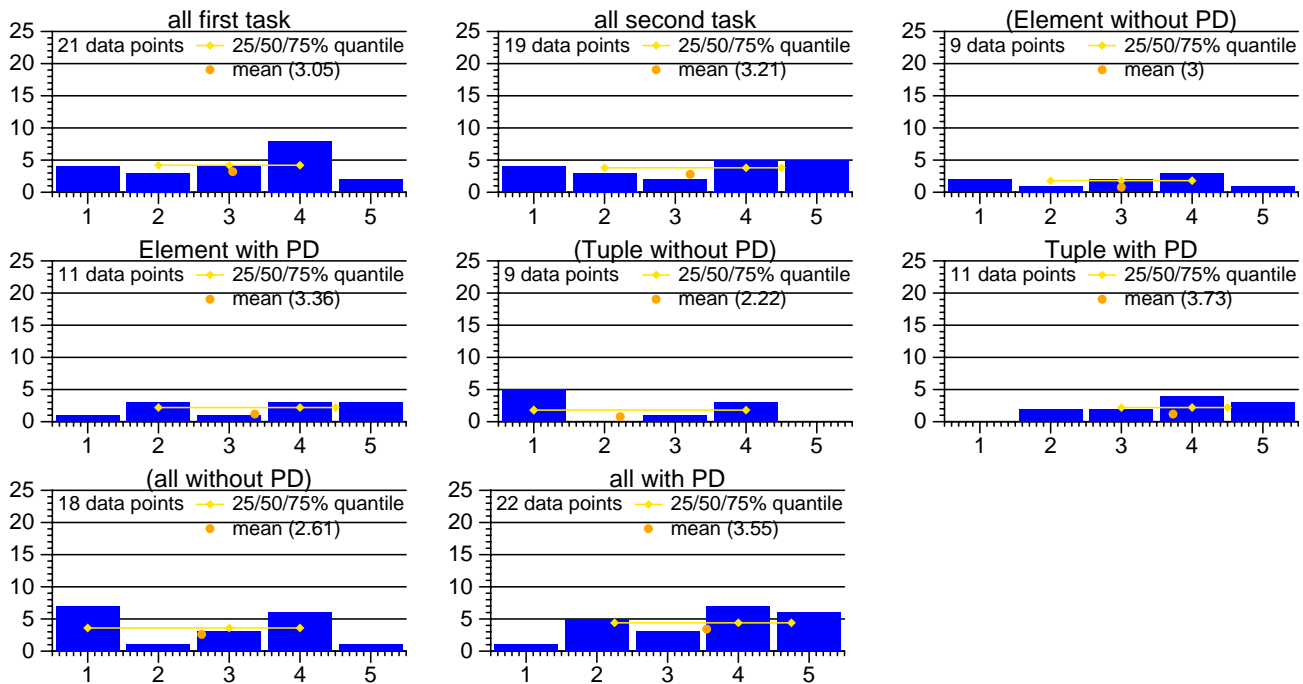 all first task
21 data points 25/50/75% quantile
mean (3.05)
25
20
15
10
5
0
1 2 3 4 5
all second task
19 data points 25/50/75% quantile
mean (3.21)
25
20
15
10
5
0
1 2 3 4 5
(Element without PD)
9 data points 25/50/75% quantile
mean (3)
25
20
15
10
5
0
1 2 3 4 5
Element with PD
11 data points 25/50/75% quantile
mean (3.36)
25
20
15
10
5
0
1 2 3 4 5
(Tuple without PD)
9 data points 25/50/75% quantile
mean (2.22)
25
20
15
10
5
0
1 2 3 4 5
Tuple with PD
11 data points 25/50/75% quantile
mean (3.73)
25
20
15
10
5
0
1 2 3 4 5
(all without PD)
18 data points 25/50/75% quantile
mean (2.61)
25
20
15
10
5
0
1 2 3 4 5
all with PD
22 data points 25/50/75% quantile
mean (3.55)
25
20
15
10
5
0
1 2 3 4 5